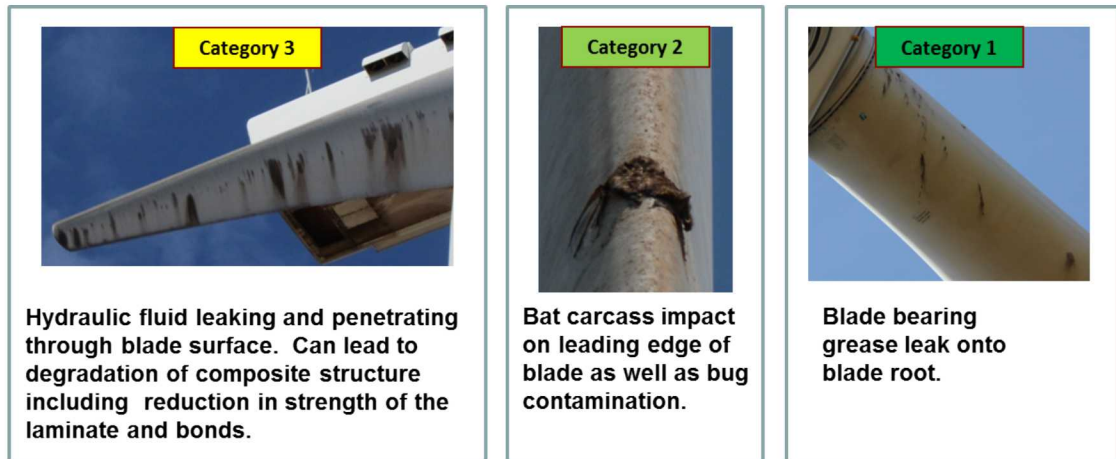 Category 3
Hydraulic fluid leaking and penetrating
through blade surface.  Can lead to
degradation of composite structure
including  reduction in strength of the
laminate and bonds.
Category 2
Bat carcass impact
on leading edge of
blade as well as bug
contamination.
Category 1
Blade bearing
grease leak onto
blade root.